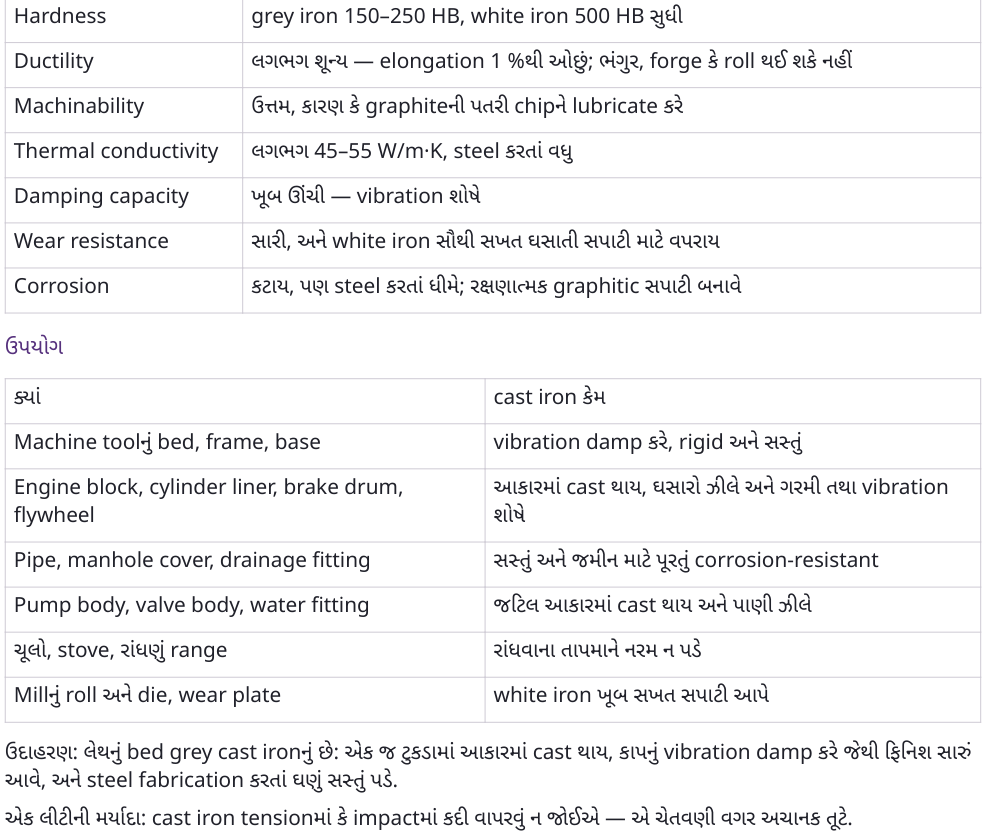 Hardness grey iron 150–250 HB, white iron 500 HB સુધી
Ductility લગભગ શૂન્ય — elongation 1 %થી ઓછું; ભંગુર, forge કે roll થઈ શકે નહીં
Machinability ઉત્તમ, કારણ કે graphiteની પતરી chipને lubricate કરે
Thermal conductivity લગભગ 45–55 W/m·K, steel કરતાં વધુ
Damping capacity ખૂબ ઊંચી — vibration શોષે
Wear resistance સારી, અને white iron સૌથી સખત ઘસાતી સપાટી માટે વપરાય
Corrosion કટાય, પણ steel કરતાં ધીમે; રક્ષણાત્મક graphitic સપાટી બનાવે
ઉપયોગ
ક્યાં cast iron કેમ
Machine toolનું bed, frame, base vibration damp કરે, rigid અને સસ્તું
Engine block, cylinder liner, brake drum,
flywheel
આકારમાં cast થાય, ઘસારો ઝીલે અને ગરમી તથા vibration
શોષે
Pipe, manhole cover, drainage fitting સસ્તું અને જમીન માટે પૂરતું corrosion-resistant
Pump body, valve body, water fitting જટિલ આકારમાં cast થાય અને પાણી ઝીલે
ચૂલો, stove, રાંધણું range રાંધવાના તાપમાને નરમ ન પડે
Millનું roll અને die, wear plate white iron ખૂબ સખત સપાટી આપે
ઉદાહરણ: લેથનું bed grey cast ironનું છે: એક જ ટુકડામાં આકારમાં cast થાય, કાપનું vibration damp કરે જેથી ફિનિશ સારું
આવે, અને steel fabrication કરતાં ઘણું સસ્તું પડે.
એક લીટીની મર્યાદા: cast iron tensionમાં કે impactમાં કદી વાપરવું ન જોઈએ — એ ચેતવણી વગર અચાનક તૂટે.